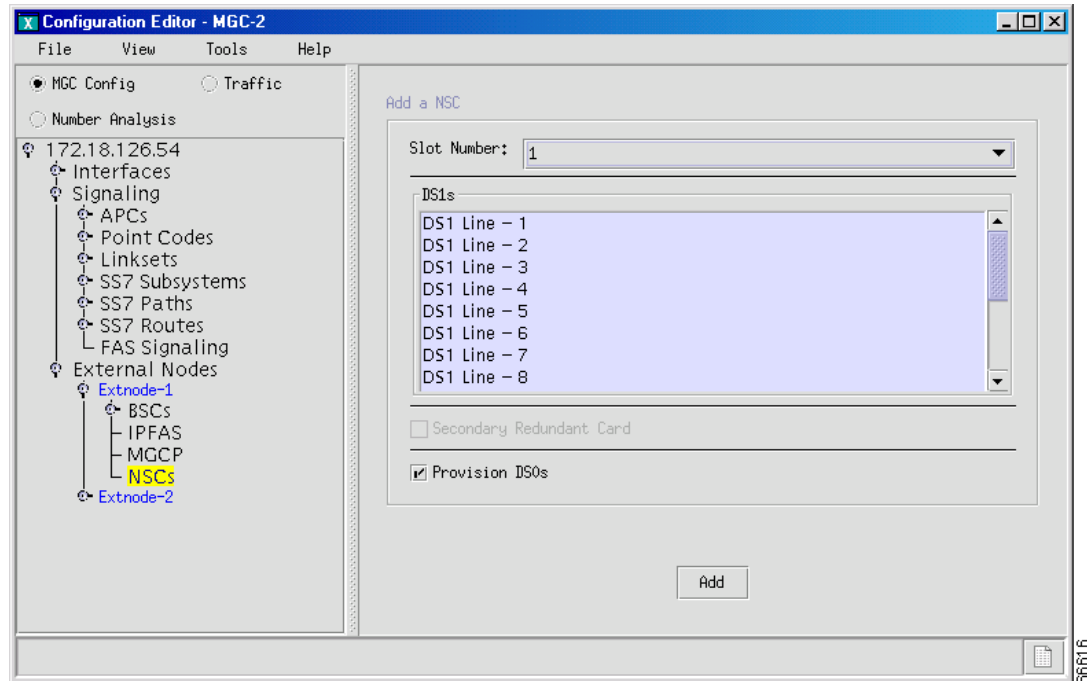 X Configuration Editor - MGC-2
File View Tools Help
MGC Config Traffic
Number Analysis
172.18.126.54
Interfaces
Signaling
APCs
Point Codes
Linksets
SS7 Subsystems
SS7 Paths
SS7 Routes
FAS Signaling
External Nodes
Extnode-1
BSCs
IPFAS
MGCP
NSCs
Extnode-2
Add a NSC
Slot Number: 1
DS1s
DS1 Line - 1
DS1 Line - 2
DS1 Line - 3
DS1 Line - 4
DS1 Line - 5
DS1 Line - 6
DS1 Line - 7
DS1 Line - 8
Secondary Redundant Card
Provision DS0s
Add
66616